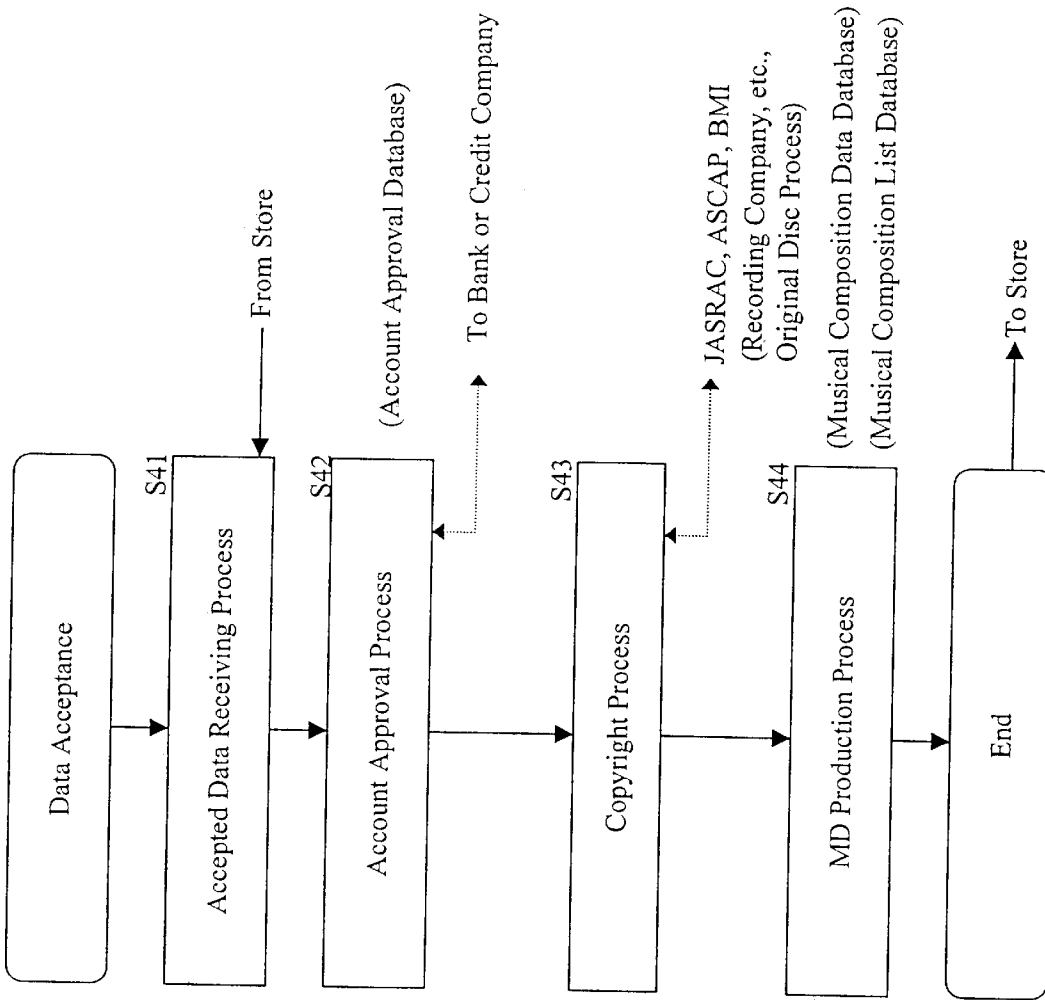 Data Acceptance
S41
Accepted Data Receiving Process
From Store
S42
Account Approval Process
(Account Approval Database)
To Bank or Credit Company
S43
Copyright Process
JASRAC, ASCAP, BMI
(Recording Company, etc.,
Original Disc Process)
S44
MD Production Process
(Musical Composition Data Database)
(Musical Composition List Database)
End
To Store